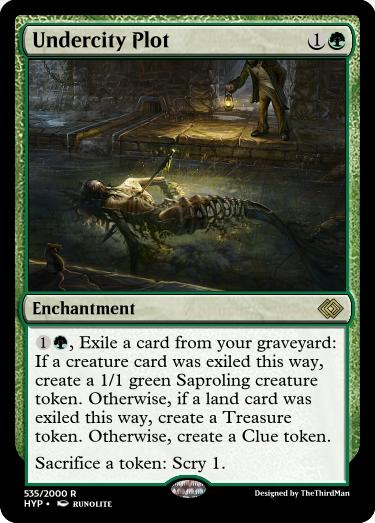 Undercity Plot 1
Enchantment
1 , Exile a card from your graveyard:
If a creature card was exiled this way,
create a 1/1 green Saproling creature
token. Otherwise, if a land card was
exiled this way, create a Treasure
token. Otherwise, create a Clue token.
Sacrifice a token: Scry 1.
535/2000 R
HYP • RUNOLITE
Designed by TheThirdMan